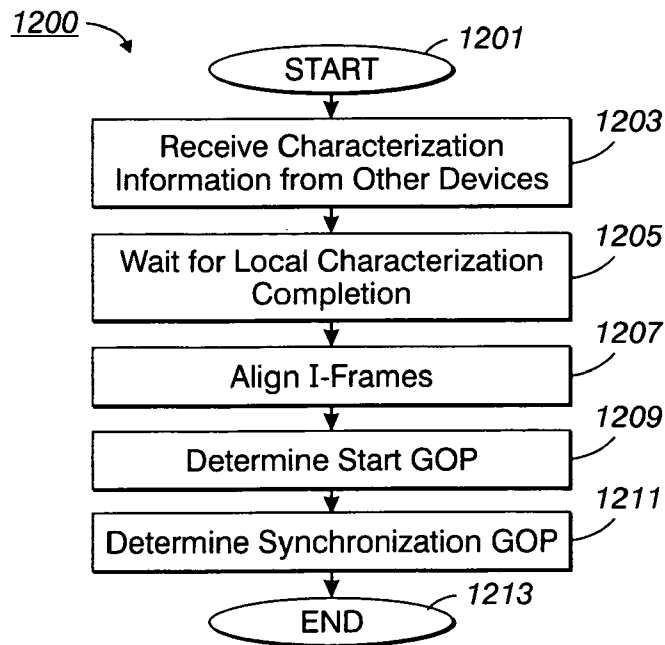 1200
1201
START
1203
Receive Characterization
Information from Other Devices
1205
Wait for Local Characterization
Completion
1207
Align I-Frames
1209
Determine Start GOP
1211
Determine Synchronization GOP
1213
END